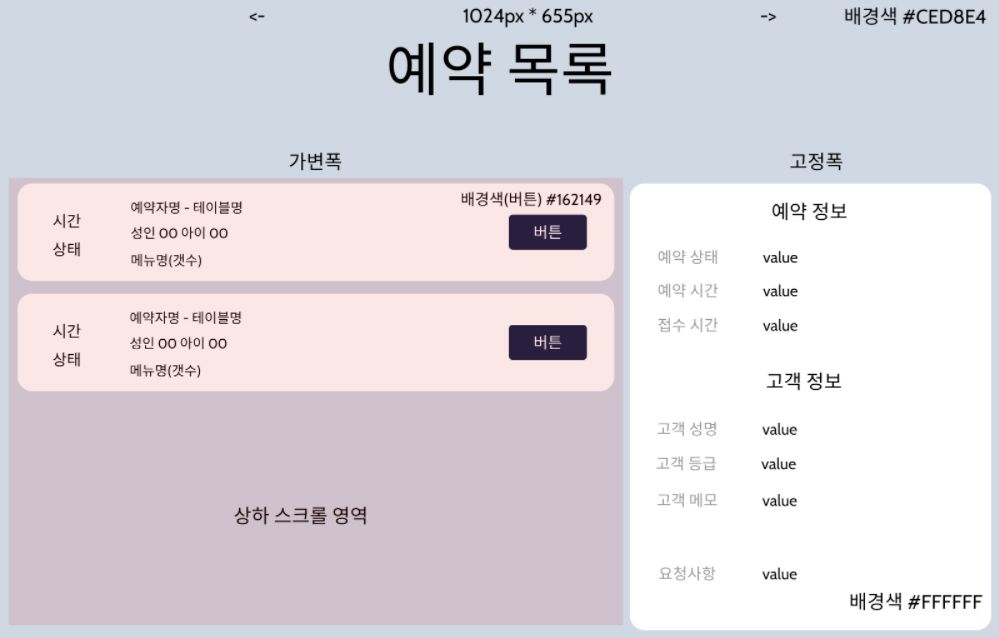 <- 1024px * 655px -> 배경색 #CED8E4
예약 목록
가변폭
고정폭
시간
상태
예약자명 - 테이블명
성인 00 아이 00
메뉴명(갯수)
배경색(버튼) #162149
버튼
시간
상태
예약자명 - 테이블명
성인 00 아이 00
메뉴명(갯수)
버튼
상하 스크롤 영역
예약 정보
예약 상태 value
예약 시간 value
접수 시간 value
고객 정보
고객 성명 value
고객 등급 value
고객 메모 value
요청사항 value
배경색 #FFFFFF